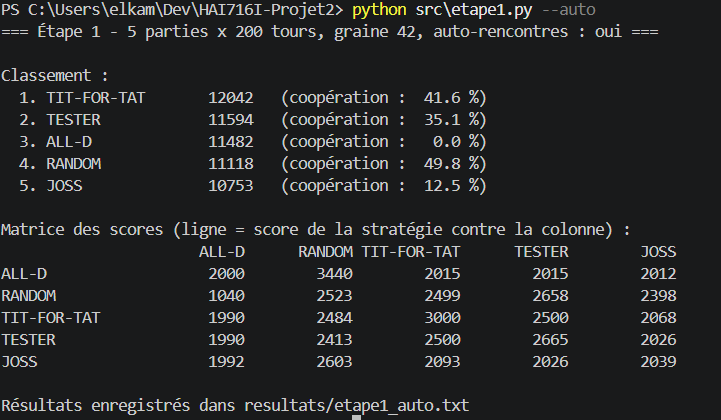 PS C:\Users\elkam\Dev\HAI716I-Projet2> python src\etape1.py --auto
=== Étape 1 - 5 parties x 200 tours, graine 42, auto-rencontres : oui ===
Classement :
1. TIT-FOR-TAT 12042 (coopération : 41.6 %)
2. TESTER 11594 (coopération : 35.1 %)
3. ALL-D 11482 (coopération : 0.0 %)
4. RANDOM 11118 (coopération : 49.8 %)
5. JOSS 10753 (coopération : 12.5 %)
Matrice des scores (ligne = score de la stratégie contre la colonne) :
ALL-D RANDOM TIT-FOR-TAT TESTER JOSS
ALL-D 2000 3440 2015 2015 2012
RANDOM 1040 2523 2499 2658 2398
TIT-FOR-TAT 1990 2484 3000 2500 2068
TESTER 1990 2413 2500 2665 2026
JOSS 1992 2603 2093 2026 2039
Résultats enregistrés dans resultats/etape1_auto.txt